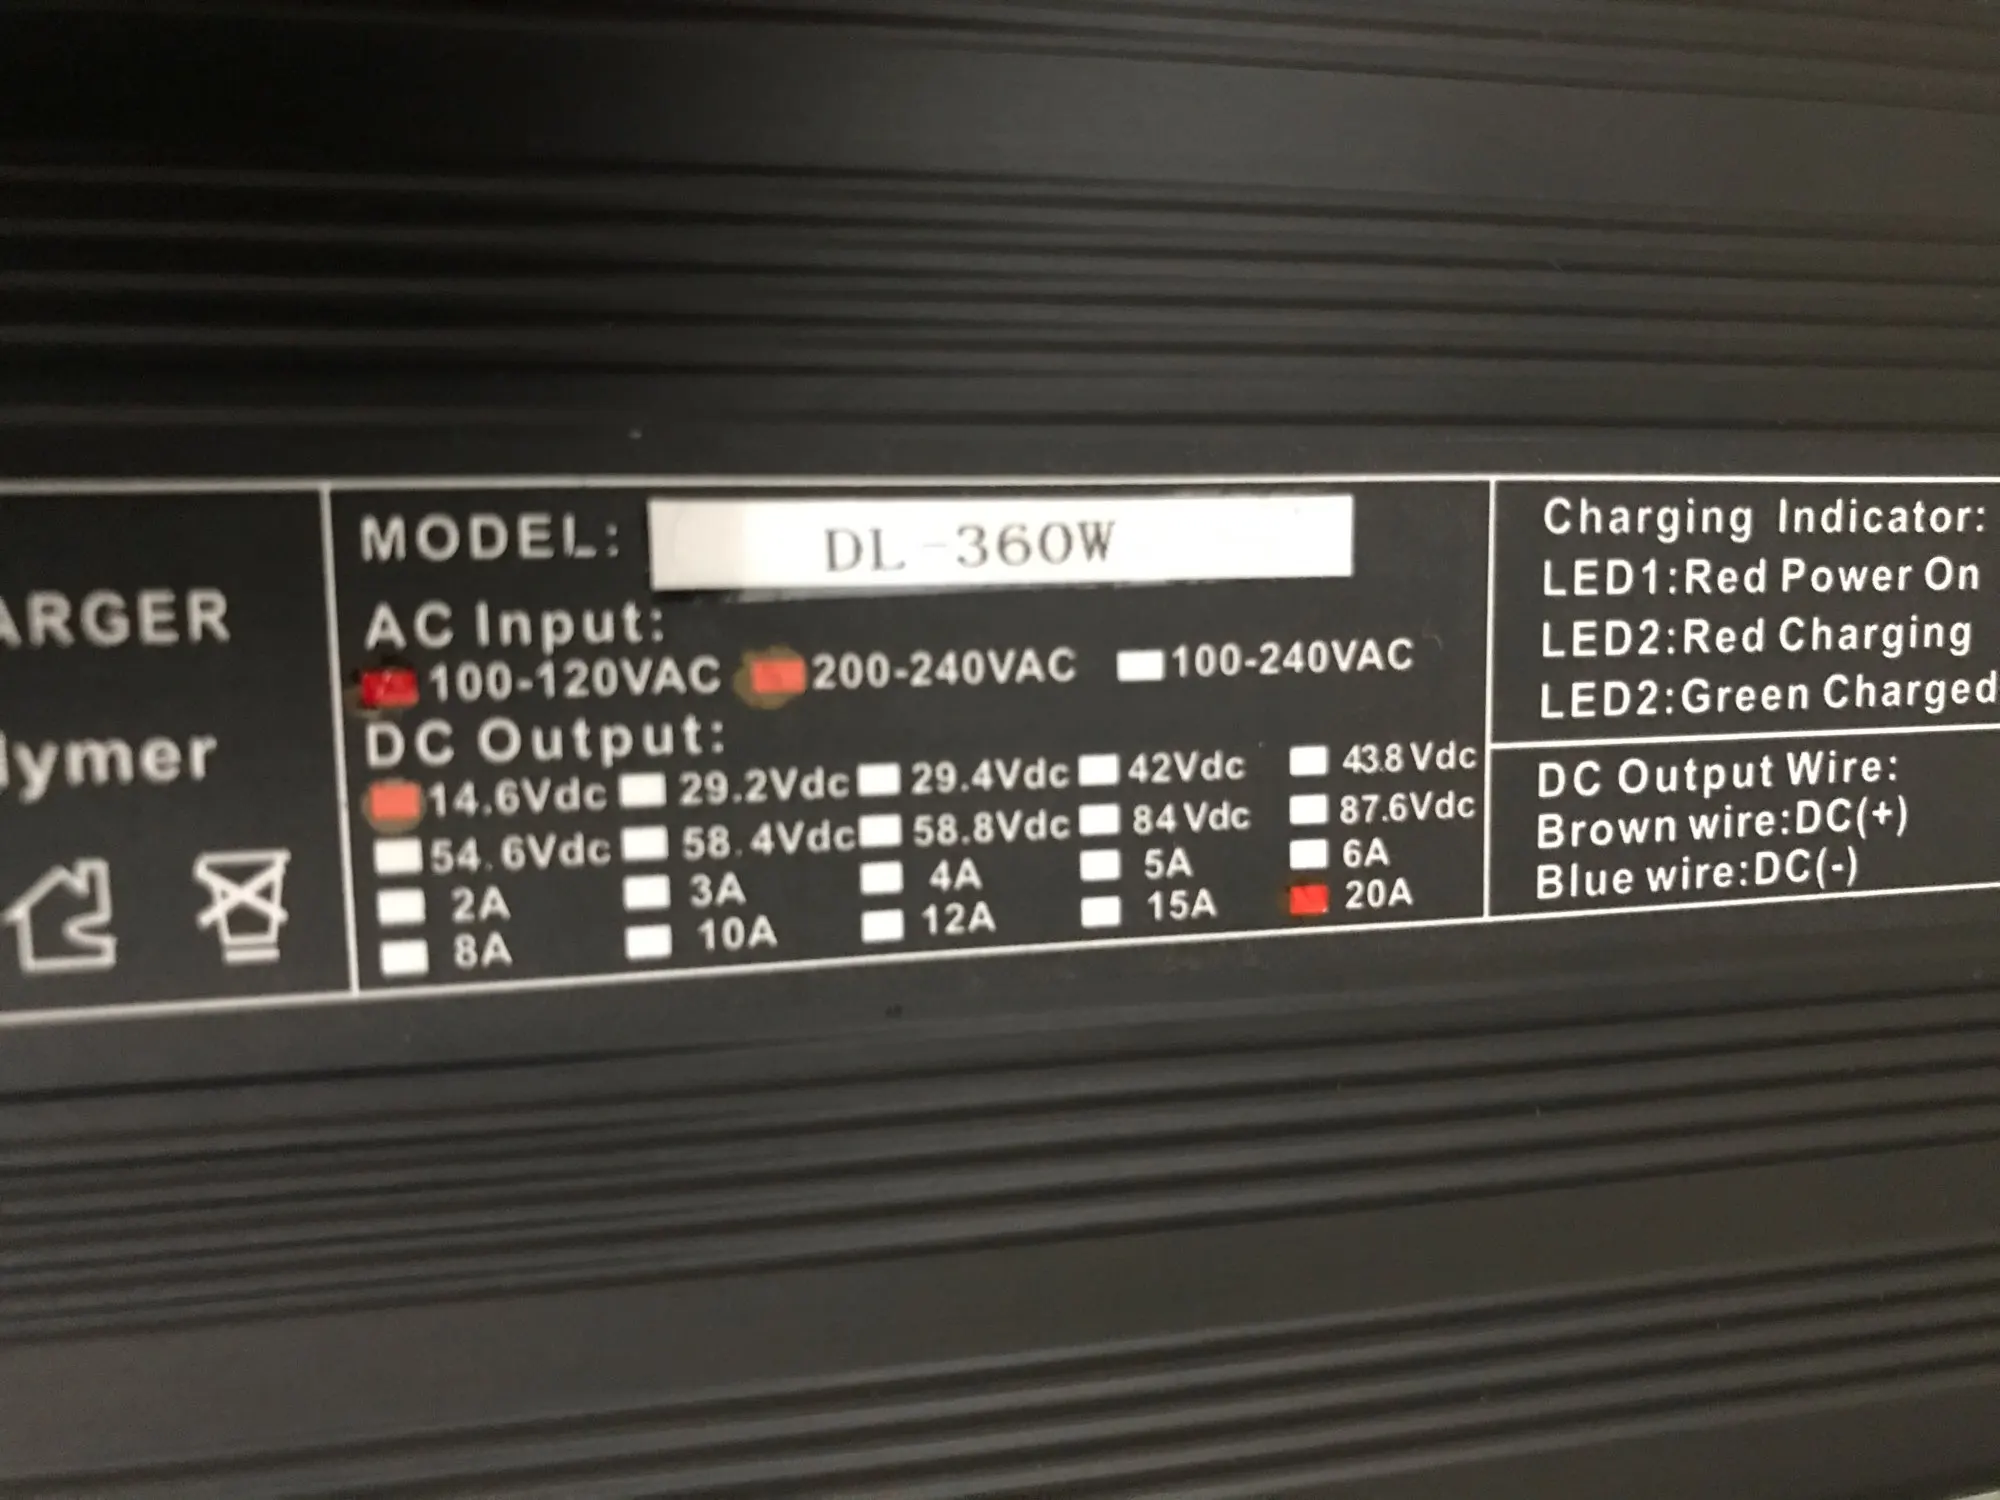 ARGER
lymer
MODEL: DL-360W
AC Input:
100-120VAC 200-240VAC 100-240VAC
DC Output:
14.6Vdc 29.2Vdc 29.4Vdc 42Vdc 43.8Vdc
54.6Vdc 58.4Vdc 58.8Vdc 84Vdc 87.6Vdc
2A 3A 4A 5A 6A
8A 10A 12A 15A 20A
Charging Indicator:
LED1:Red Power On
LED2:Red Charging
LED2:Green Charged
DC Output Wire:
Brown wire:DC(+)
Blue wire:DC(-)